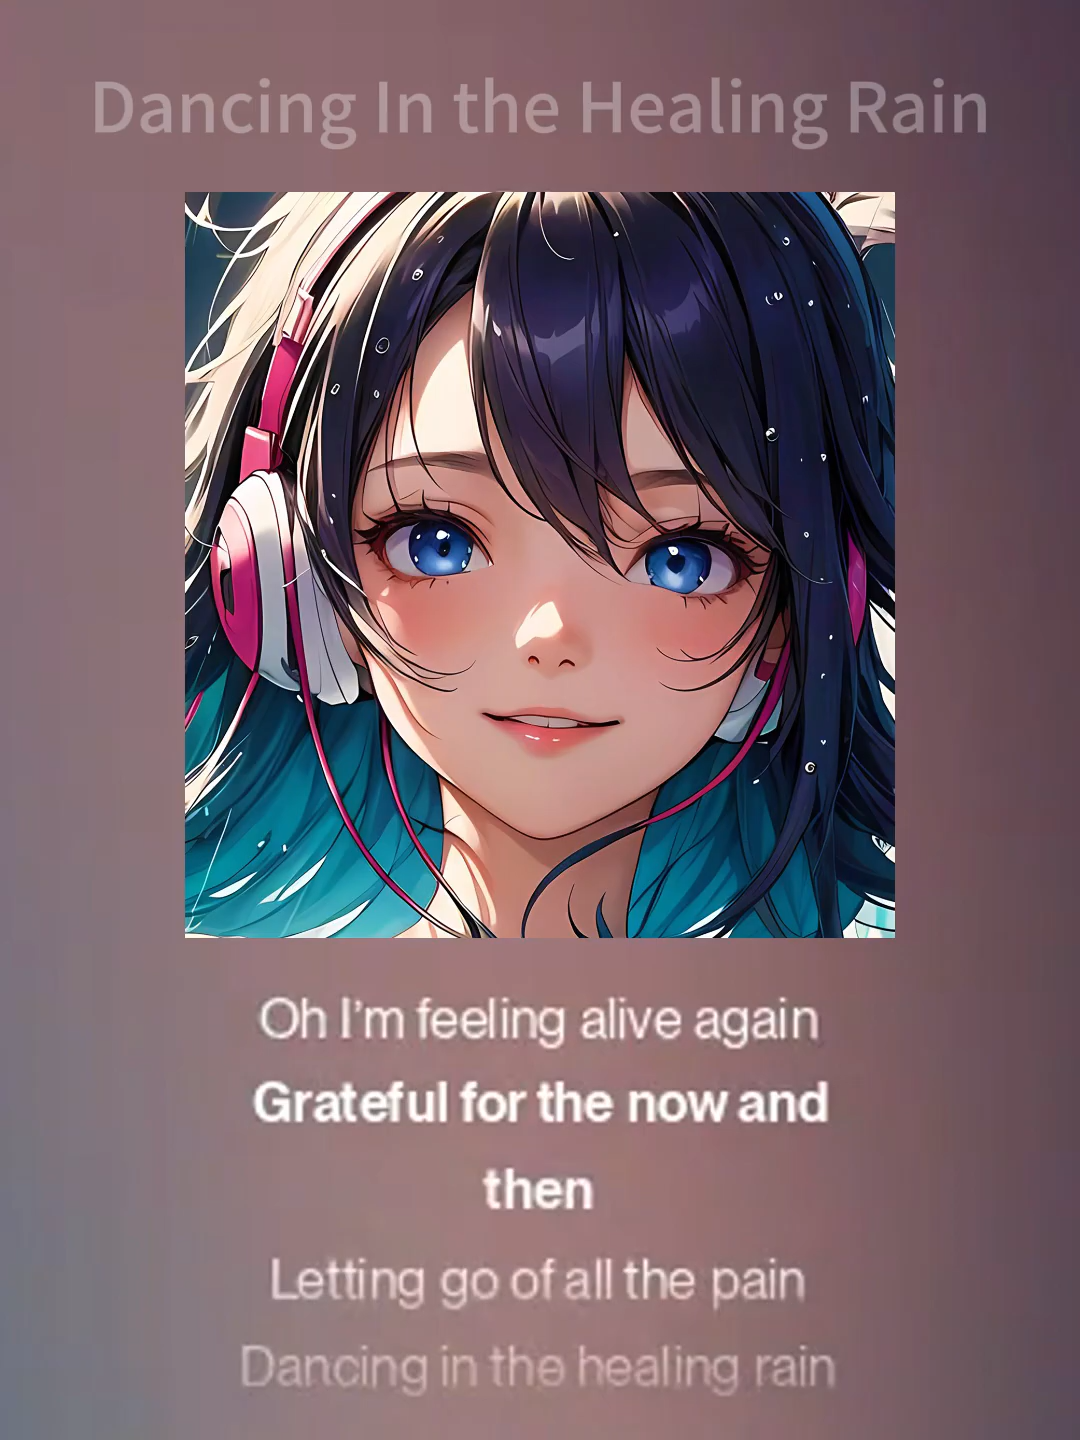 Dancing In the Healing Rain
Oh I'm feeling alive again
Grateful for the now and
then
Letting go of all the pain
Dancing in the healing rain